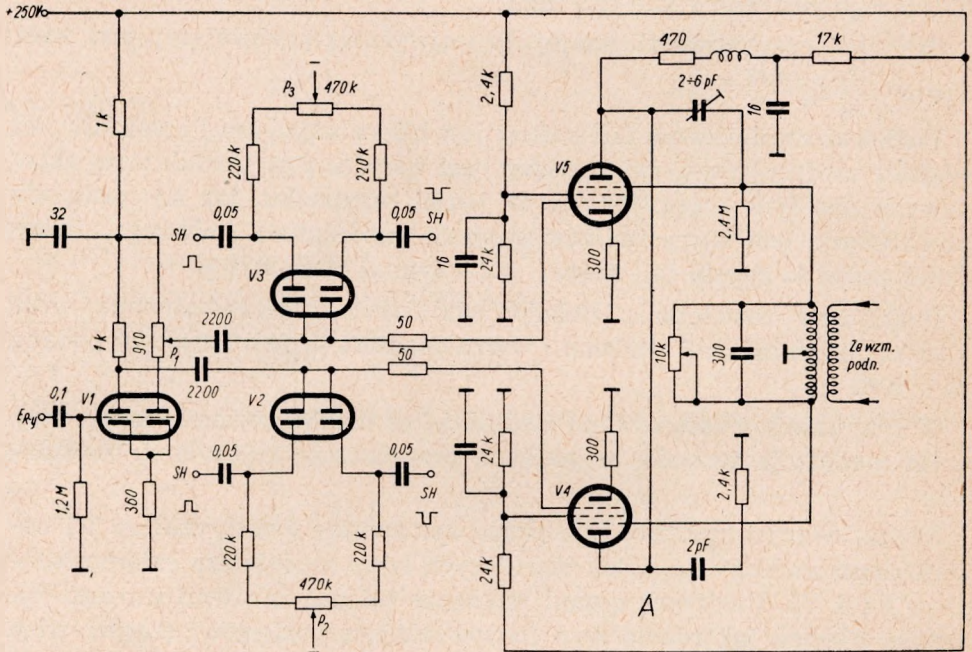 +250V
1k
32
1k
910
P1
0,1
ER-y
V1
1,2M
360
P3
470k
220k
220k
0,05
SH
0,05
SH
V3
2200
2200
50
50
V2
0,05
SH
0,05
SH
220k
220k
470k
P2
2,4k
V5
16
24k
300
470
2÷6 pF
16
17k
2,4M
10k
300
Ze wzm.
podn.
24k
300
V4
2,4k
2pF
24k
A